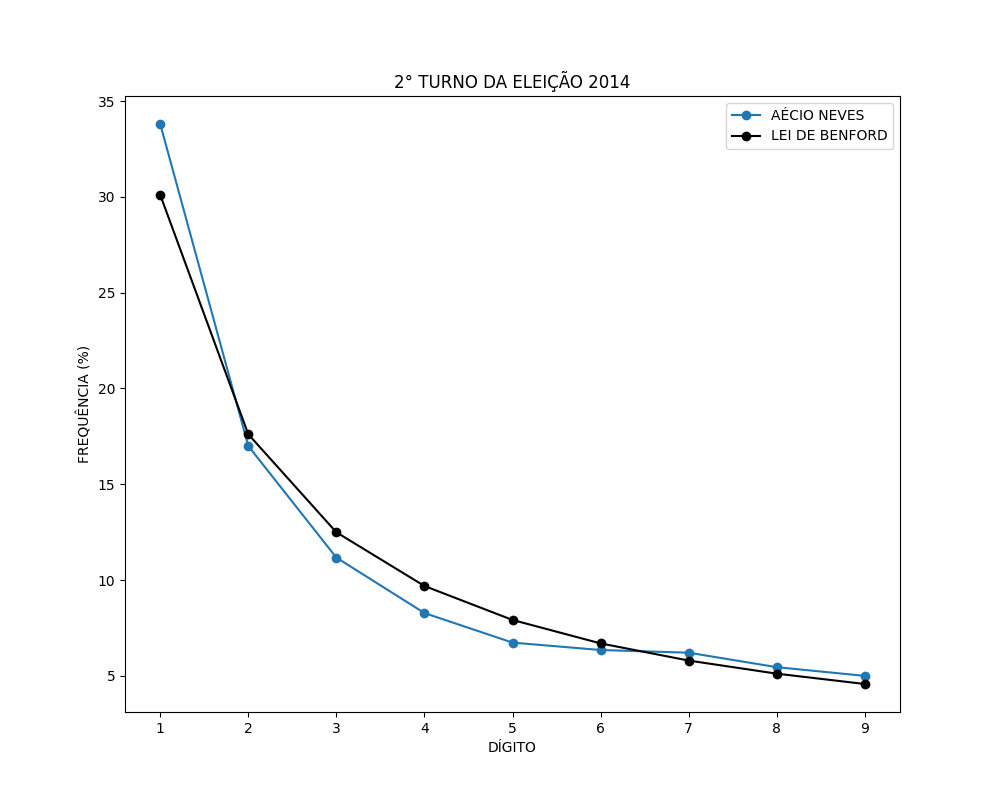 2° TURNO DA ELEIÇÃO 2014
AÉCIO NEVES
LEI DE BENFORD
FREQUÊNCIA (%)
35
30
25
20
15
10
5
1 2 3 4 5 6 7 8 9
DÍGITO